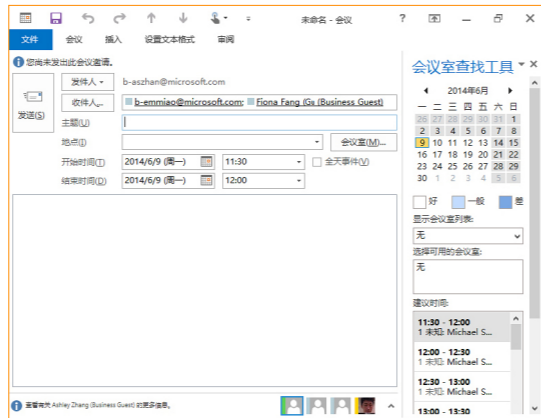 未命名 - 会议
文件 会议 插入 设置文本格式 审阅
您尚未发出此会议邀请。
发送(S)
发件人 b-aszhan@microsoft.com
收件人... b-emmiao@microsoft.com; Fiona Fang (Gs (Business Guest)
主题(U)
地点(I) 会议室(M)...
开始时间(T) 2014/6/9 (周一) 11:30 全天事件(V)
结束时间(D) 2014/6/9 (周一) 12:00
查看有关 Ashley Zhang (Business Guest) 的更多信息。
会议室查找工具
2014年6月
一 二 三 四 五 六 日
26 27 28 29 30 31 1
2 3 4 5 6 7 8
9 10 11 12 13 14 15
16 17 18 19 20 21 22
23 24 25 26 27 28 29
30 1 2 3 4 5 6
好 一般 差
显示会议室列表:
无
选择可用的会议室:
无
建议时间:
11:30 - 12:00
1 未知: Michael S...
12:00 - 12:30
1 未知: Michael S...
12:30 - 13:00
1 未知: Michael S...
13:00 - 13:30